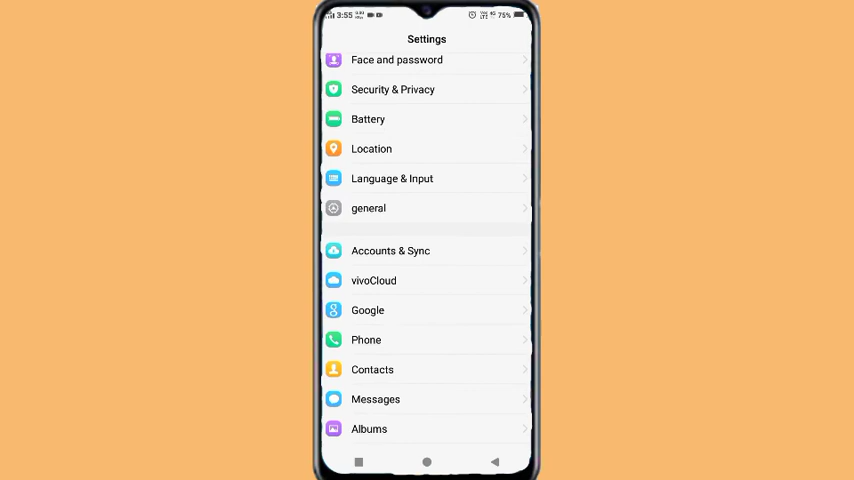 3:55 75%
Settings
Face and password
Security & Privacy
Battery
Location
Language & Input
general
Accounts & Sync
vivoCloud
Google
Phone
Contacts
Messages
Albums